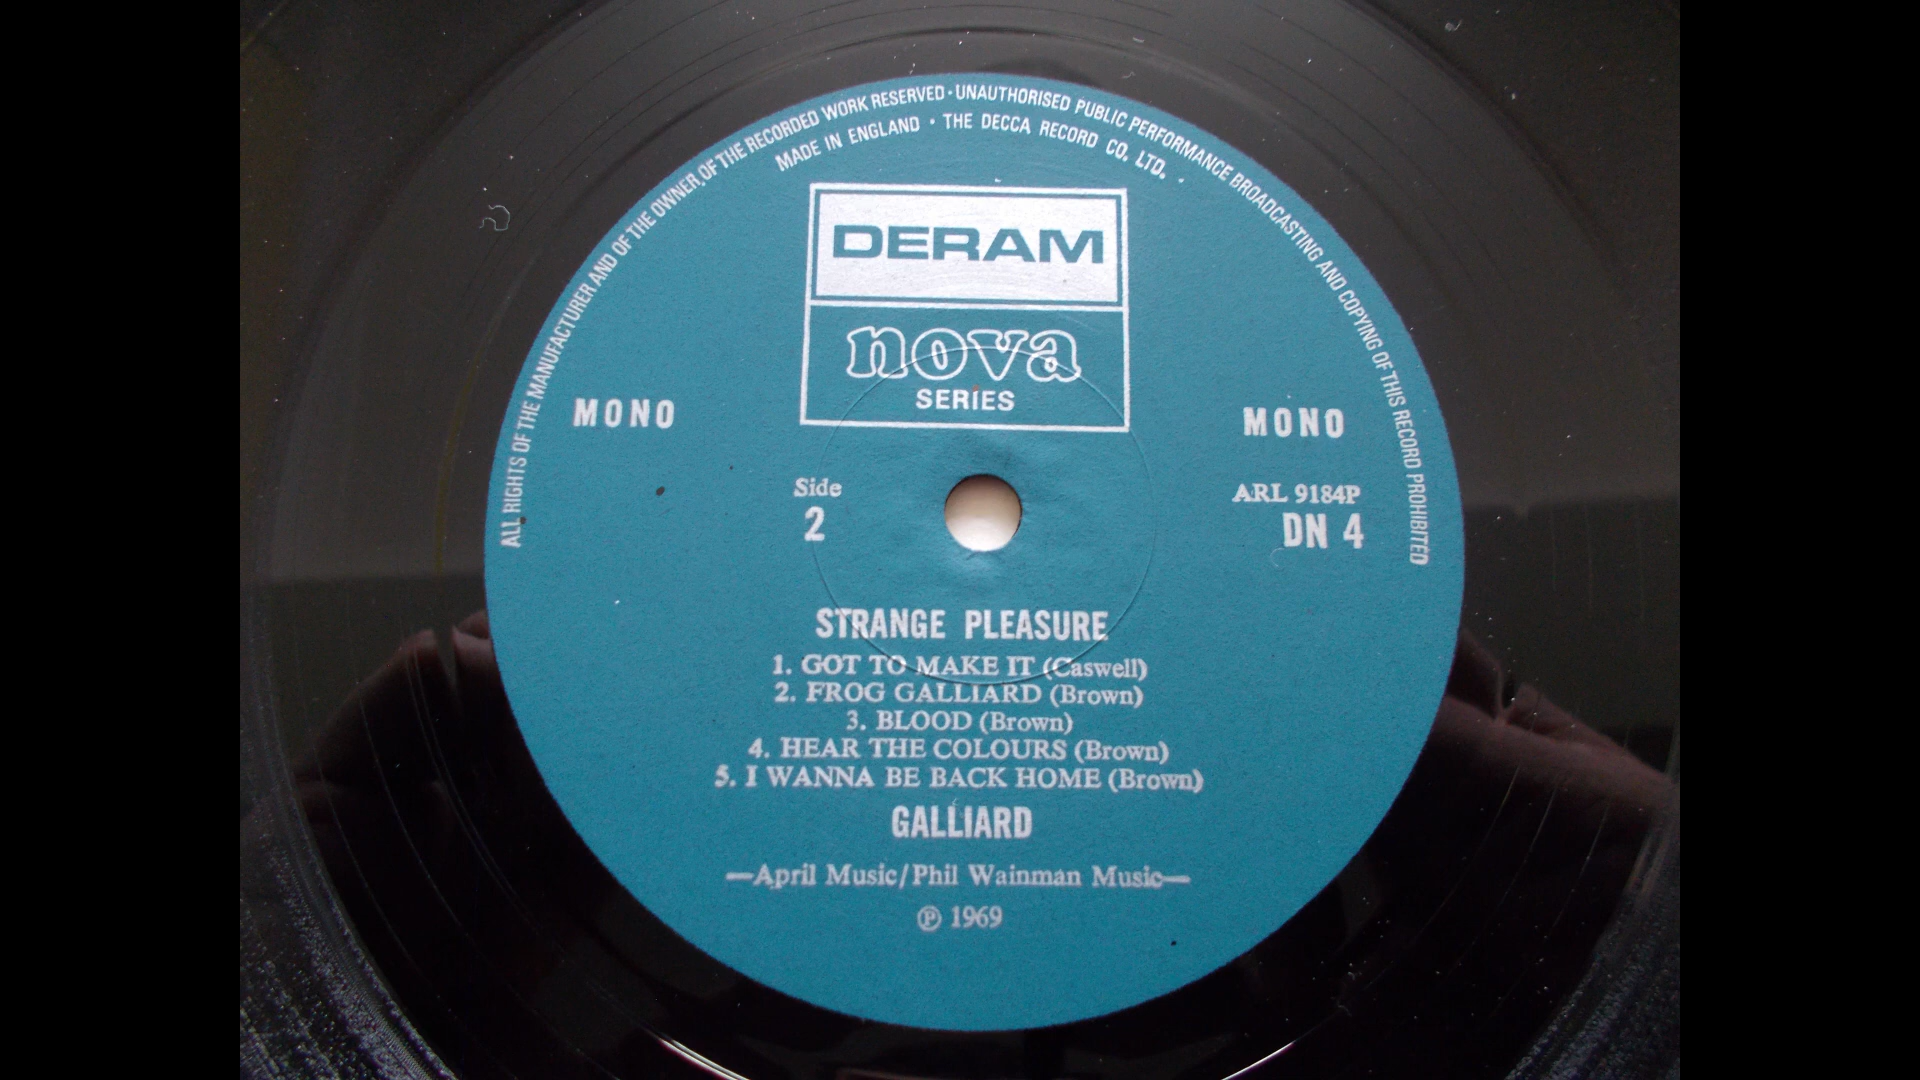 ALL RIGHTS OF THE MANUFACTURER AND OF THE OWNER OF THE RECORDED WORK RESERVED · UNAUTHORISED PUBLIC PERFORMANCE BROADCASTING AND COPYING OF THIS RECORD PROHIBITED
MADE IN ENGLAND · THE DECCA RECORD CO. LTD.
DERAM
nova
SERIES
MONO
MONO
Side
2
ARL 9184P
DN 4
STRANGE PLEASURE
1. GOT TO MAKE IT (Caswell)
2. FROG GALLIARD (Brown)
3. BLOOD (Brown)
4. HEAR THE COLOURS (Brown)
5. I WANNA BE BACK HOME (Brown)
GALLIARD
—April Music/Phil Wainman Music—
℗ 1969